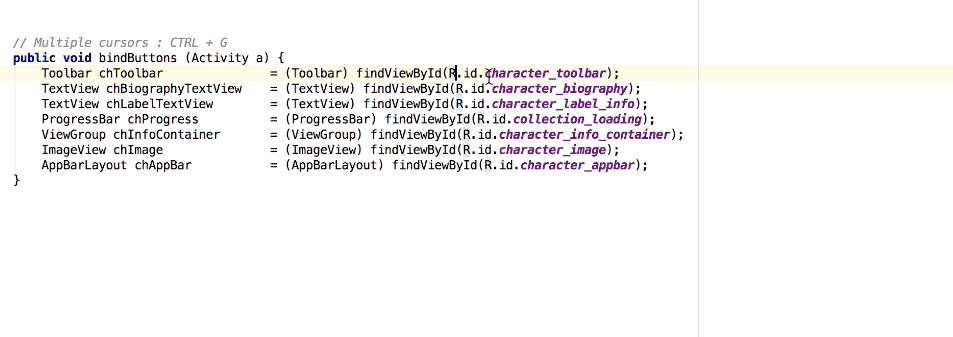 // Multiple cursors : CTRL + G
public void bindButtons (Activity a) {
    Toolbar chToolbar               = (Toolbar) findViewById(R.id.character_toolbar);
    TextView chBiographyTextView    = (TextView) findViewById(R.id.character_biography);
    TextView chLabelTextView        = (TextView) findViewById(R.id.character_label_info);
    ProgressBar chProgress          = (ProgressBar) findViewById(R.id.collection_loading);
    ViewGroup chInfoContainer       = (ViewGroup) findViewById(R.id.character_info_container);
    ImageView chImage               = (ImageView) findViewById(R.id.character_image);
    AppBarLayout chAppBar           = (AppBarLayout) findViewById(R.id.character_appbar);
}